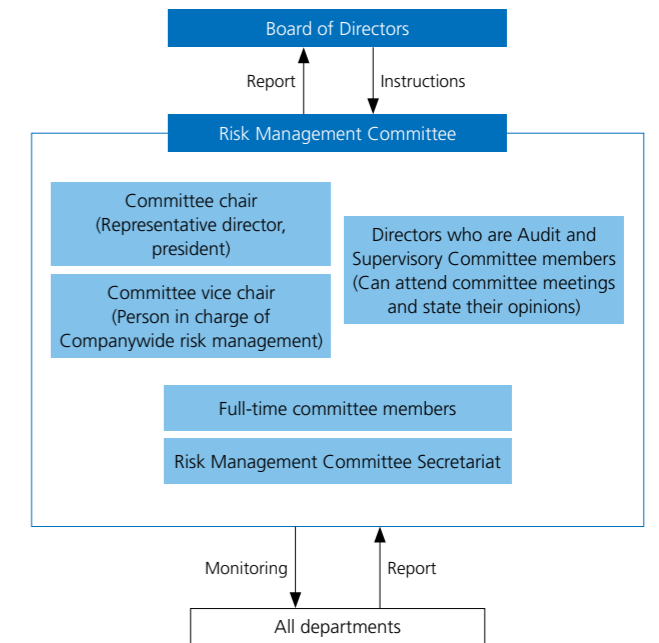 Board of Directors
Report
Instructions
Risk Management Committee
Committee chair
(Representative director,
president)
Committee vice chair
(Person in charge of
Companywide risk management)
Directors who are Audit and
Supervisory Committee members
(Can attend committee meetings
and state their opinions)
Full-time committee members
Risk Management Committee Secretariat
Monitoring
Report
All departments